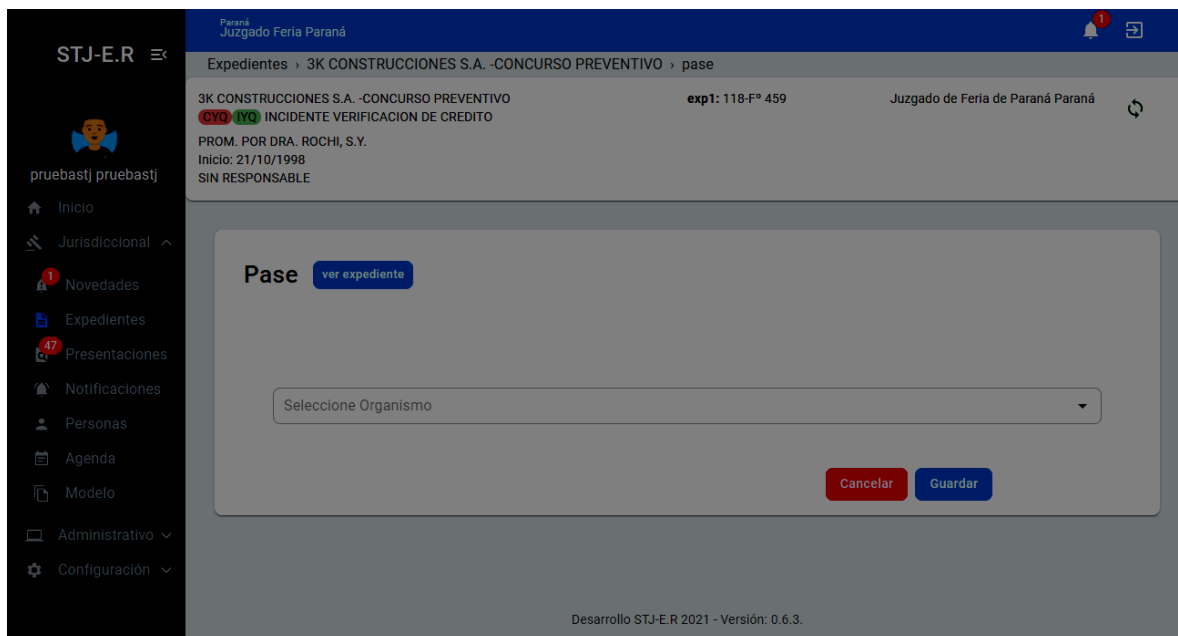 STJ-E.R
pruebastj pruebastj
Inicio
Jurisdiccional
1
Novedades
Expedientes
47
Presentaciones
Notificaciones
Personas
Agenda
Modelo
Administrativo
Configuración
Paraná
Juzgado Feria Paraná
1
Expedientes › 3K CONSTRUCCIONES S.A. -CONCURSO PREVENTIVO › pase
3K CONSTRUCCIONES S.A. -CONCURSO PREVENTIVO
exp1: 118-Fº 459
Juzgado de Feria de Paraná Paraná
CYQ IYQ INCIDENTE VERIFICACION DE CREDITO
PROM. POR DRA. ROCHI, S.Y.
Inicio: 21/10/1998
SIN RESPONSABLE
Pase
ver expediente
Seleccione Organismo
Cancelar
Guardar
Desarrollo STJ-E.R 2021 - Versión: 0.6.3.